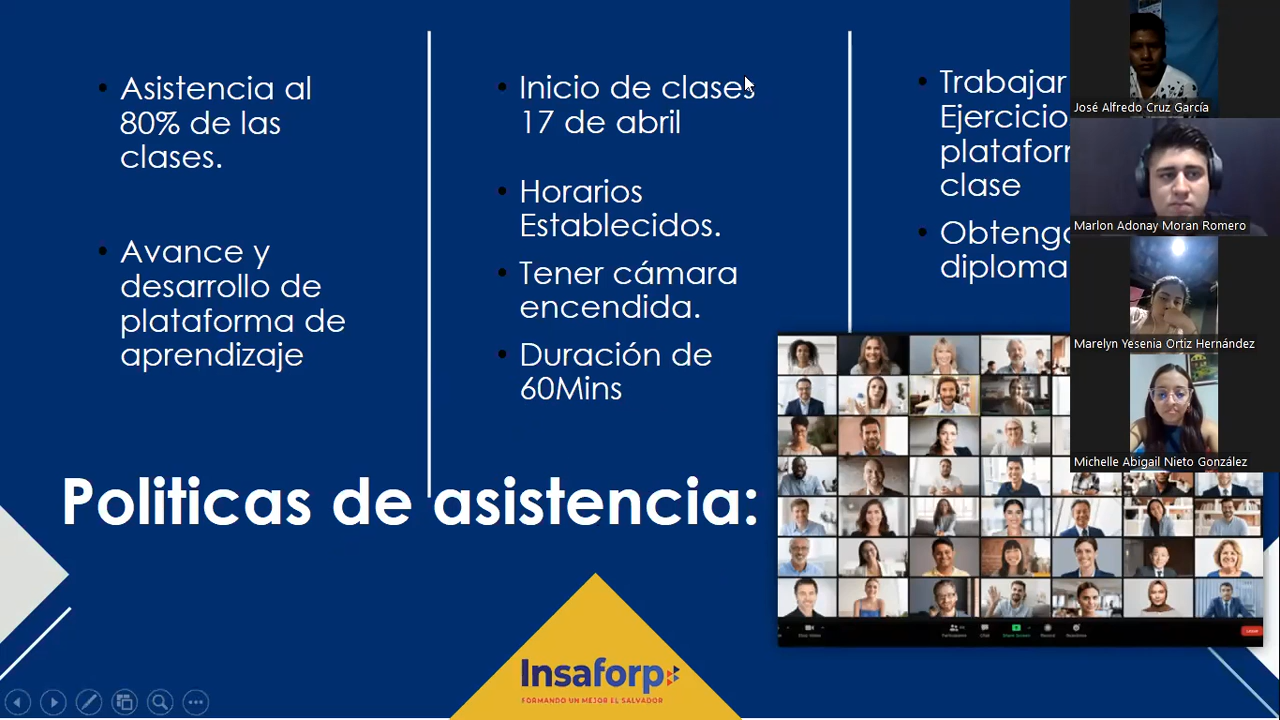 Asistencia al
80% de las
clases.
Avance y
desarrollo de
plataforma de
aprendizaje
Inicio de clases
17 de abril
Horarios
Establecidos.
Tener cámara
encendida.
Duración de
60Mins
Trabajar
Ejercicio
platafor
clase
Obteng
diploma
Politicas de asistencia:
José Alfredo Cruz García
Marlon Adonay Moran Romero
Marelyn Yesenia Ortiz Hernández
Michelle Abigail Nieto González
Insaforp
FORMANDO UN MEJOR EL SALVADOR